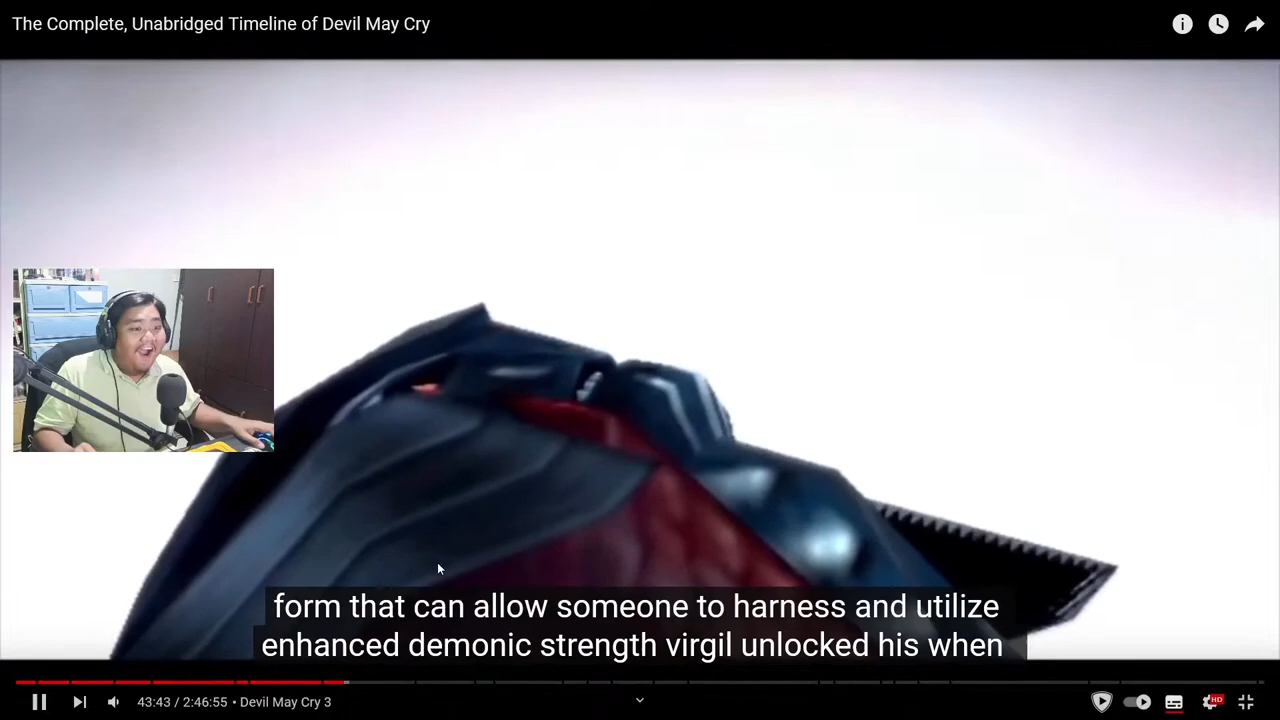 The Complete, Unabridged Timeline of Devil May Cry
form that can allow someone to harness and utilize
enhanced demonic strength virgil unlocked his when
43:43 / 2:46:55 • Devil May Cry 3
HD